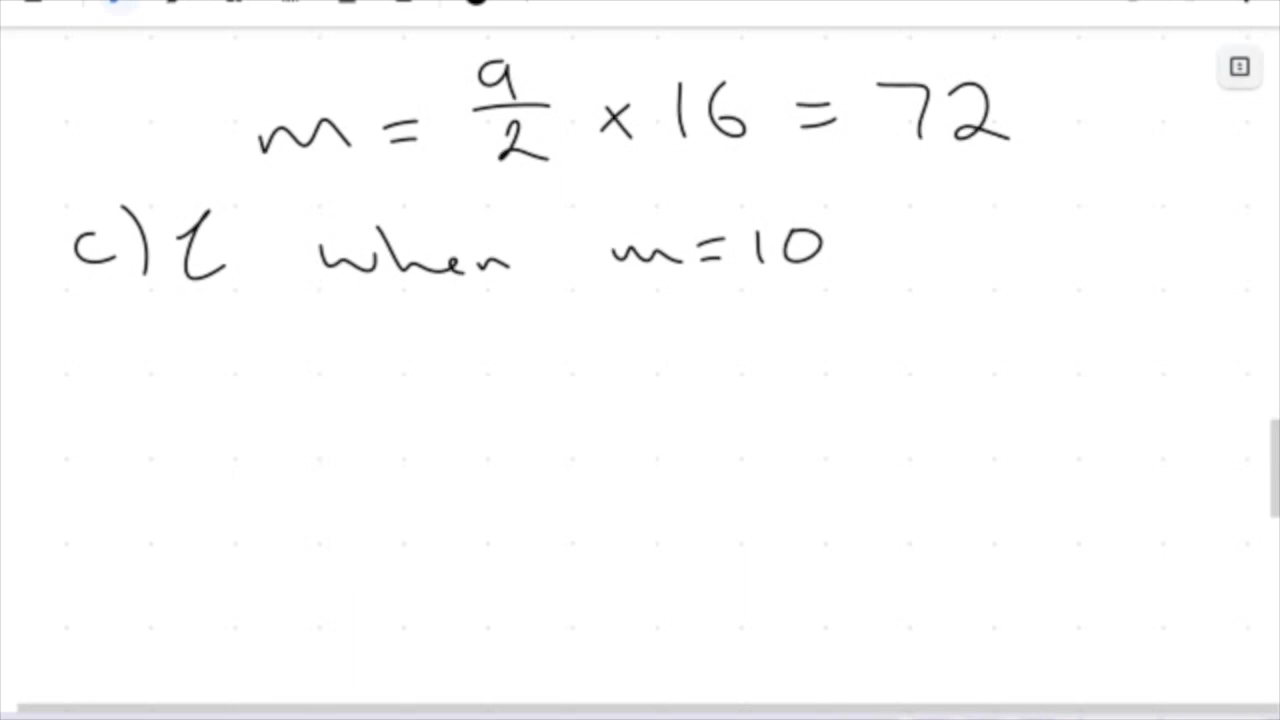 m = 9/2 × 16 = 72
c) t when m=10